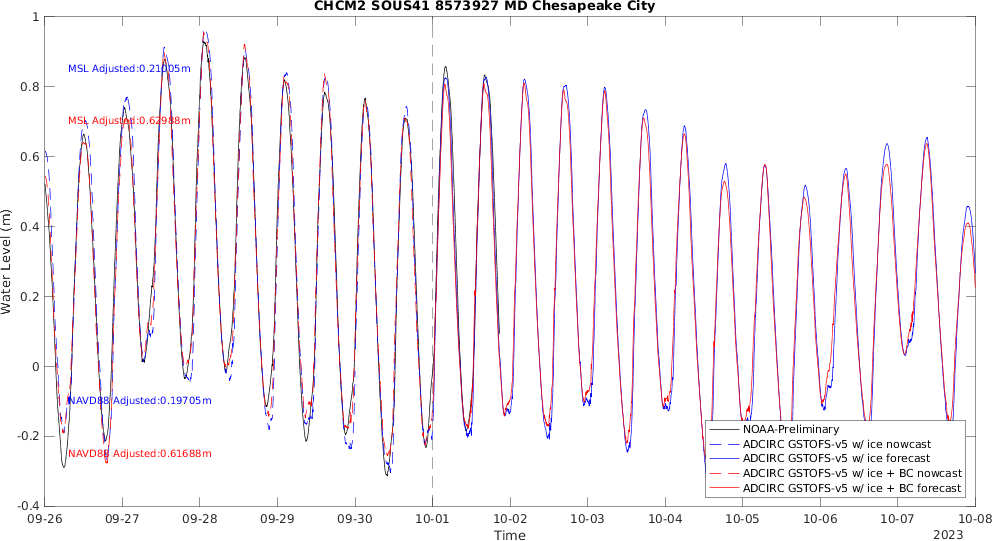 CHCM2 SOUS41 8573927 MD Chesapeake City
1
0.8
0.6
0.4
0.2
0
-0.2
-0.4
Water Level (m)
MSL Adjusted:0.21005m
MSL Adjusted:0.62988m
NAVD88 Adjusted:0.19705m
NAVD88 Adjusted:0.61688m
NOAA-Preliminary
ADCIRC GSTOFS-v5 w/ ice nowcast
ADCIRC GSTOFS-v5 w/ ice forecast
ADCIRC GSTOFS-v5 w/ ice + BC nowcast
ADCIRC GSTOFS-v5 w/ ice + BC forecast
09-26 09-27 09-28 09-29 09-30 10-01 10-02 10-03 10-04 10-05 10-06 10-07 10-08
Time
2023